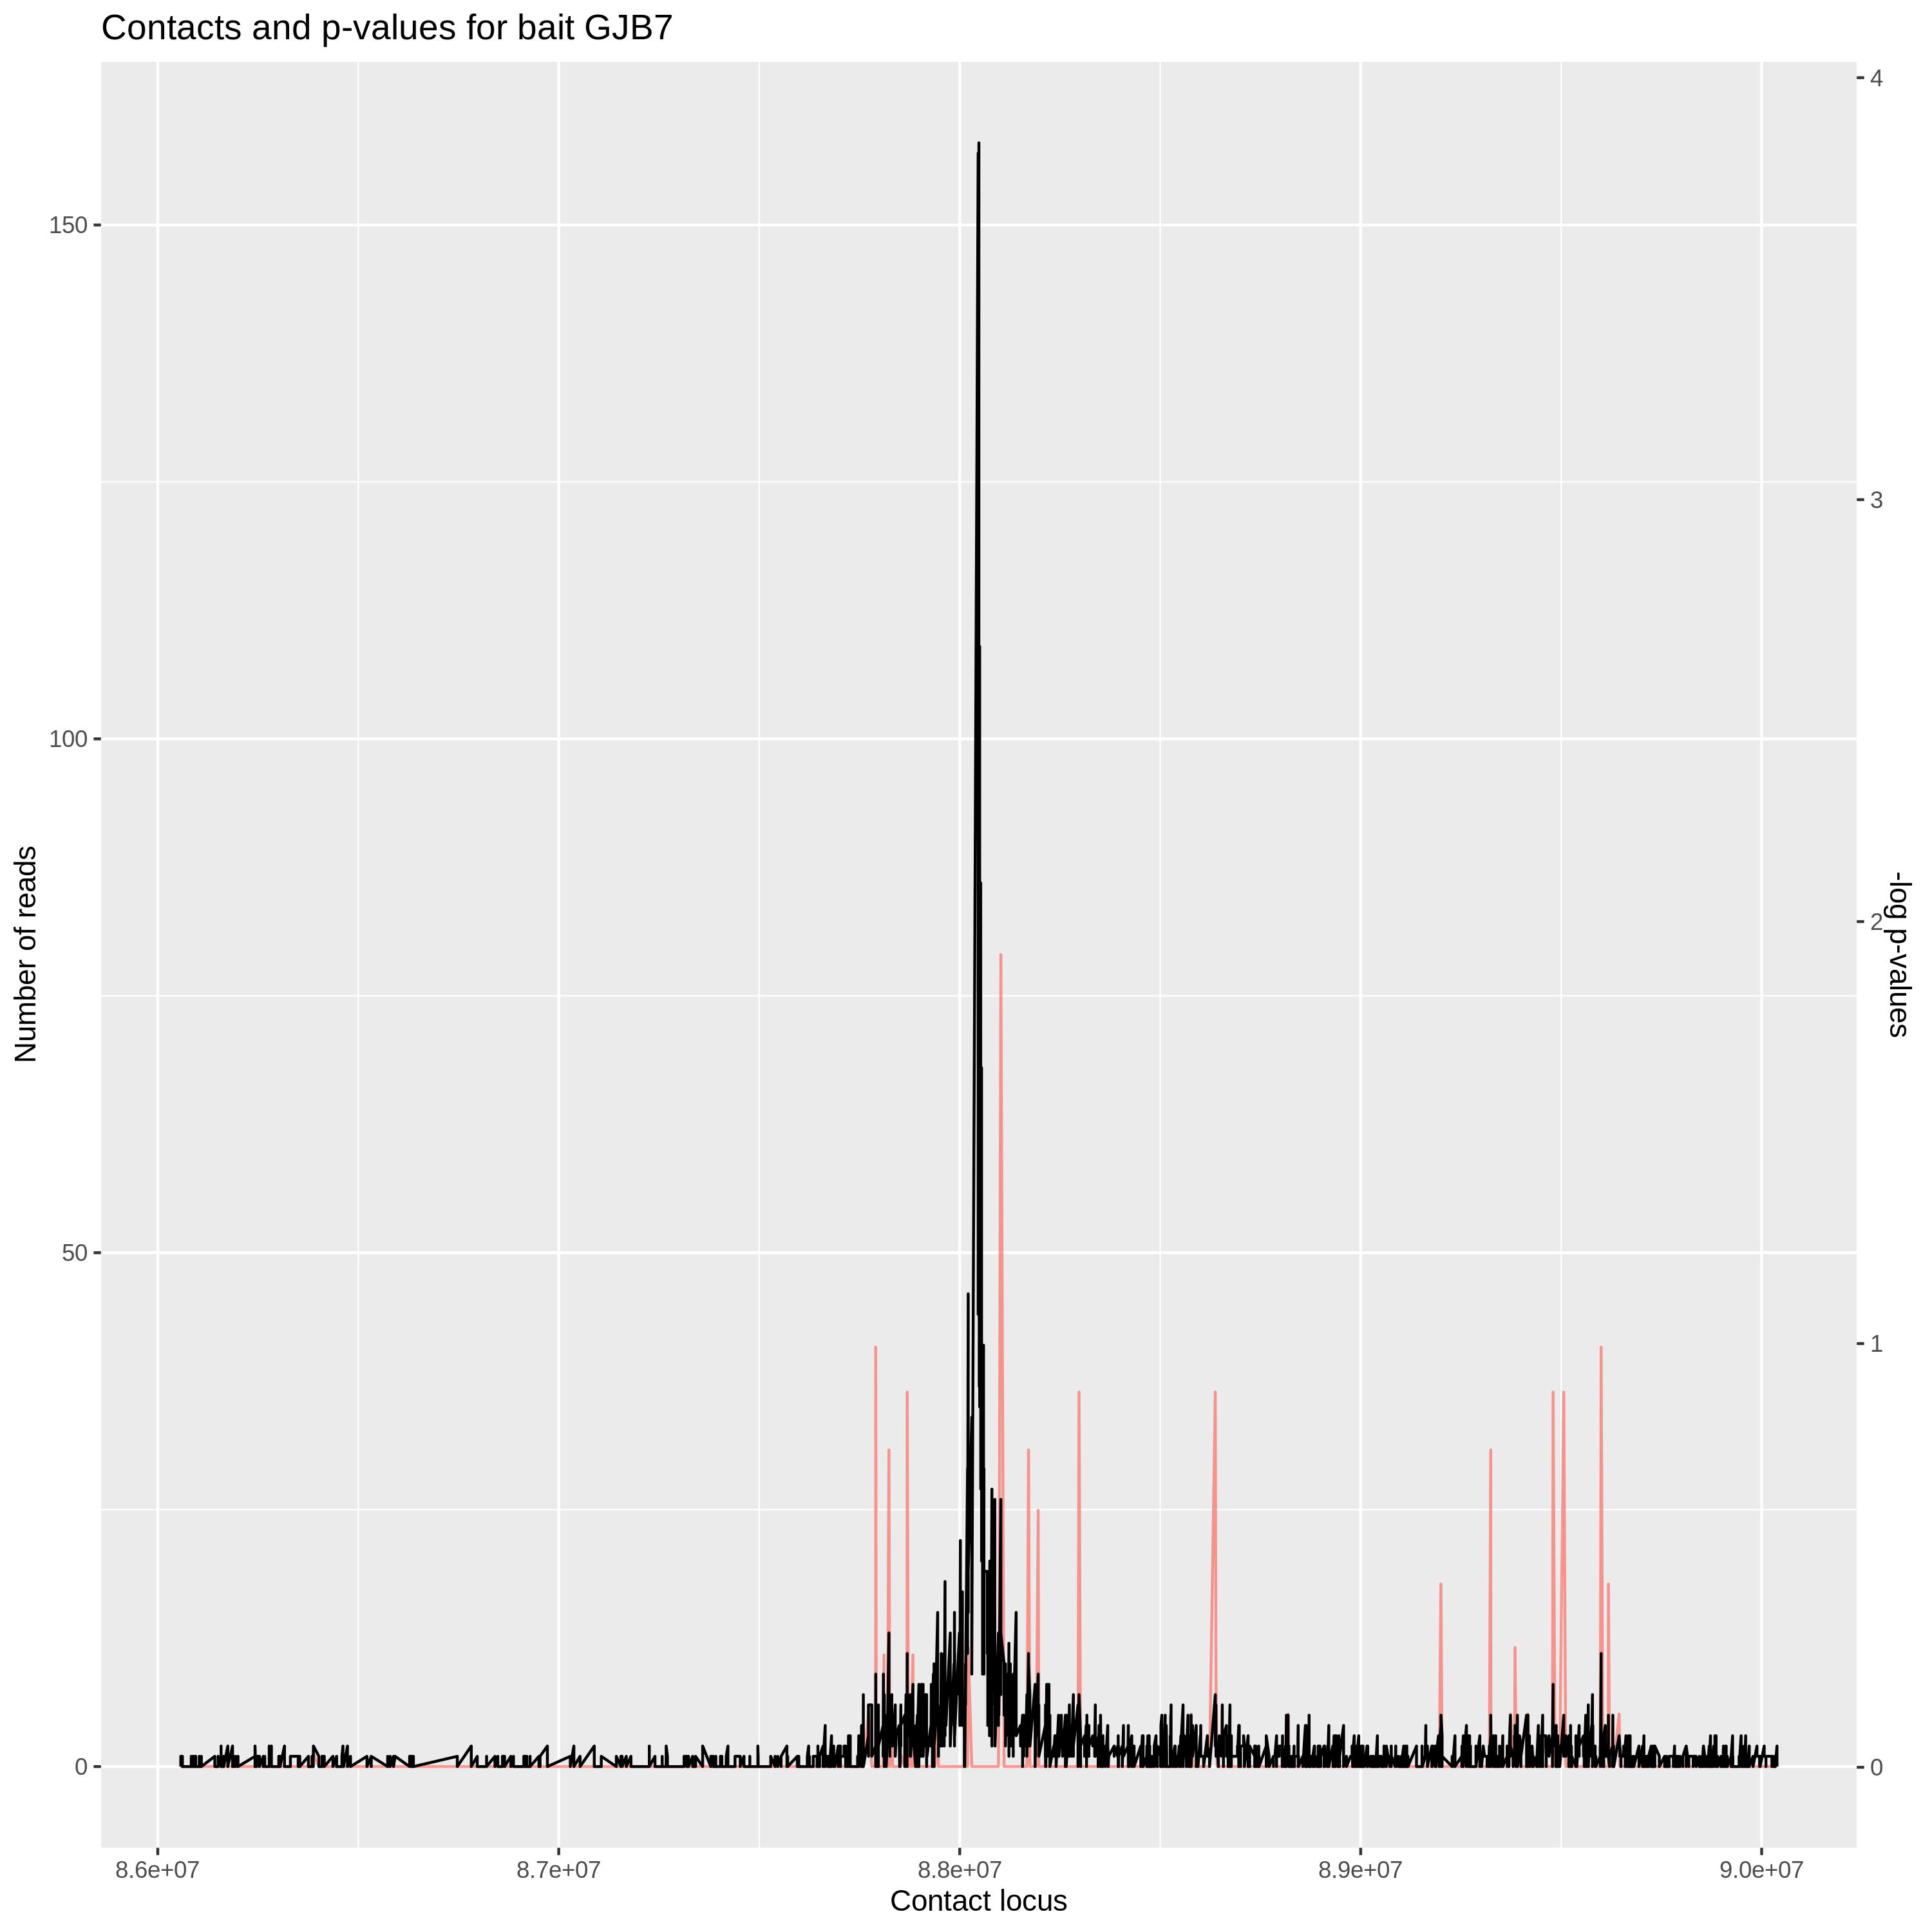 Contacts and p-values for bait GJB7
Number of reads
150
100
50
0
4
3
2
1
0
-log p-values
8.6e+07
8.7e+07
8.8e+07
8.9e+07
9.0e+07
Contact locus